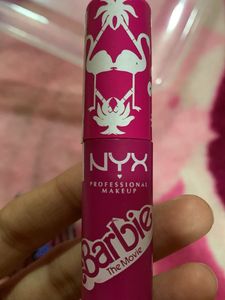 NYX
PROFESSIONAL
MAKEUP
Barbie
The Movie